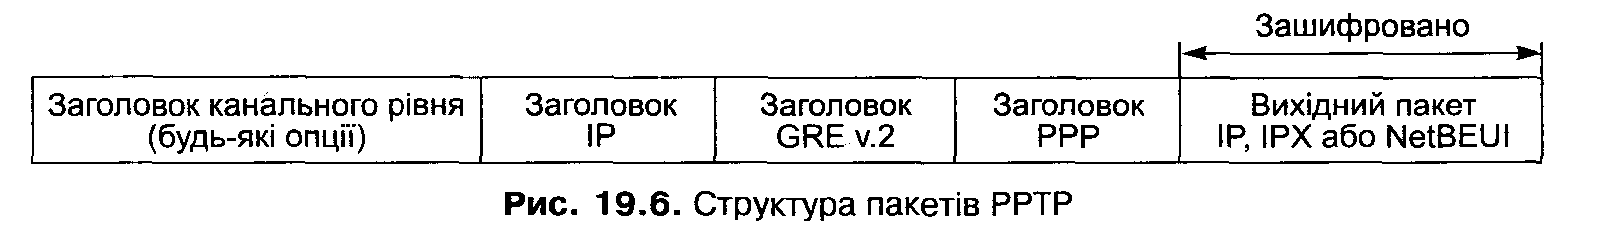 Зашифровано
Заголовок канального рівня
(будь-які опції)
Заголовок
IP
Заголовок
GRE v.2
Заголовок
PPP
Вихідний пакет
IP, IPX або NetBEUI
Рис. 19.6. Структура пакетів PPTP